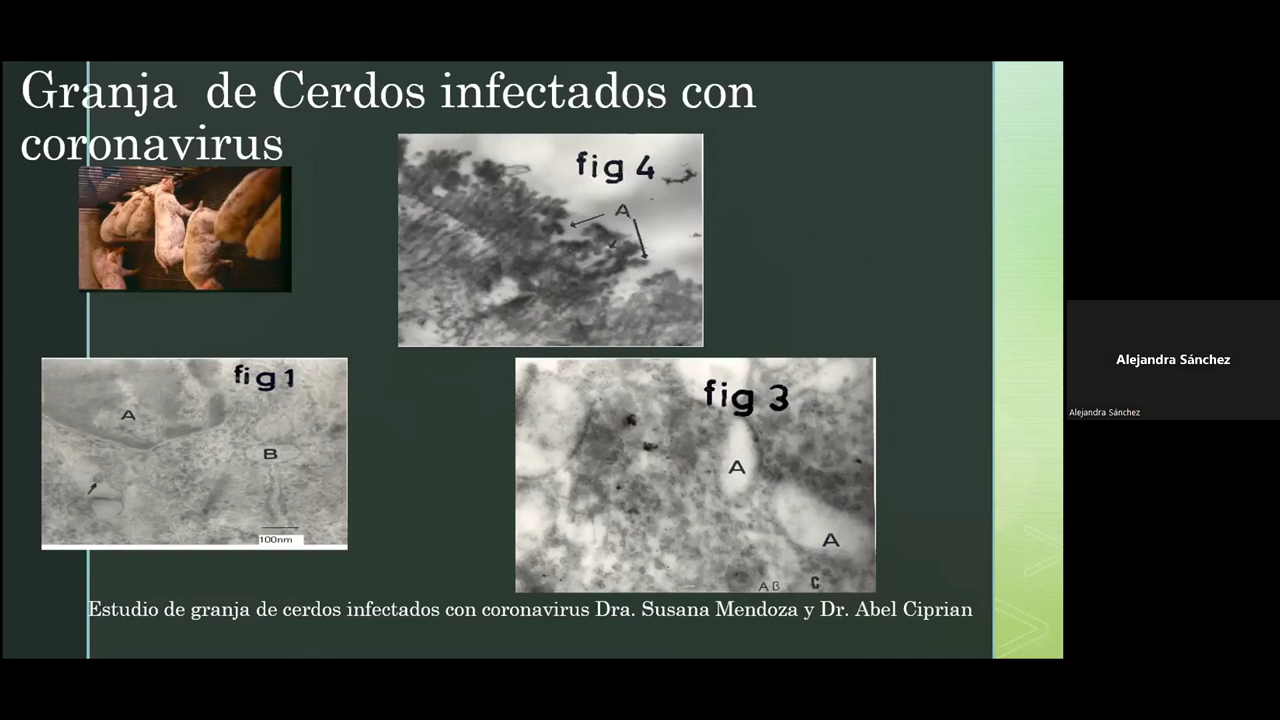 Granja de Cerdos infectados con
coronavirus
fig 4
A
fig 1
A
B
100nm
fig 3
A
A
A B
C
Estudio de granja de cerdos infectados con coronavirus Dra. Susana Mendoza y Dr. Abel Ciprian
Alejandra Sánchez
Alejandra Sánchez